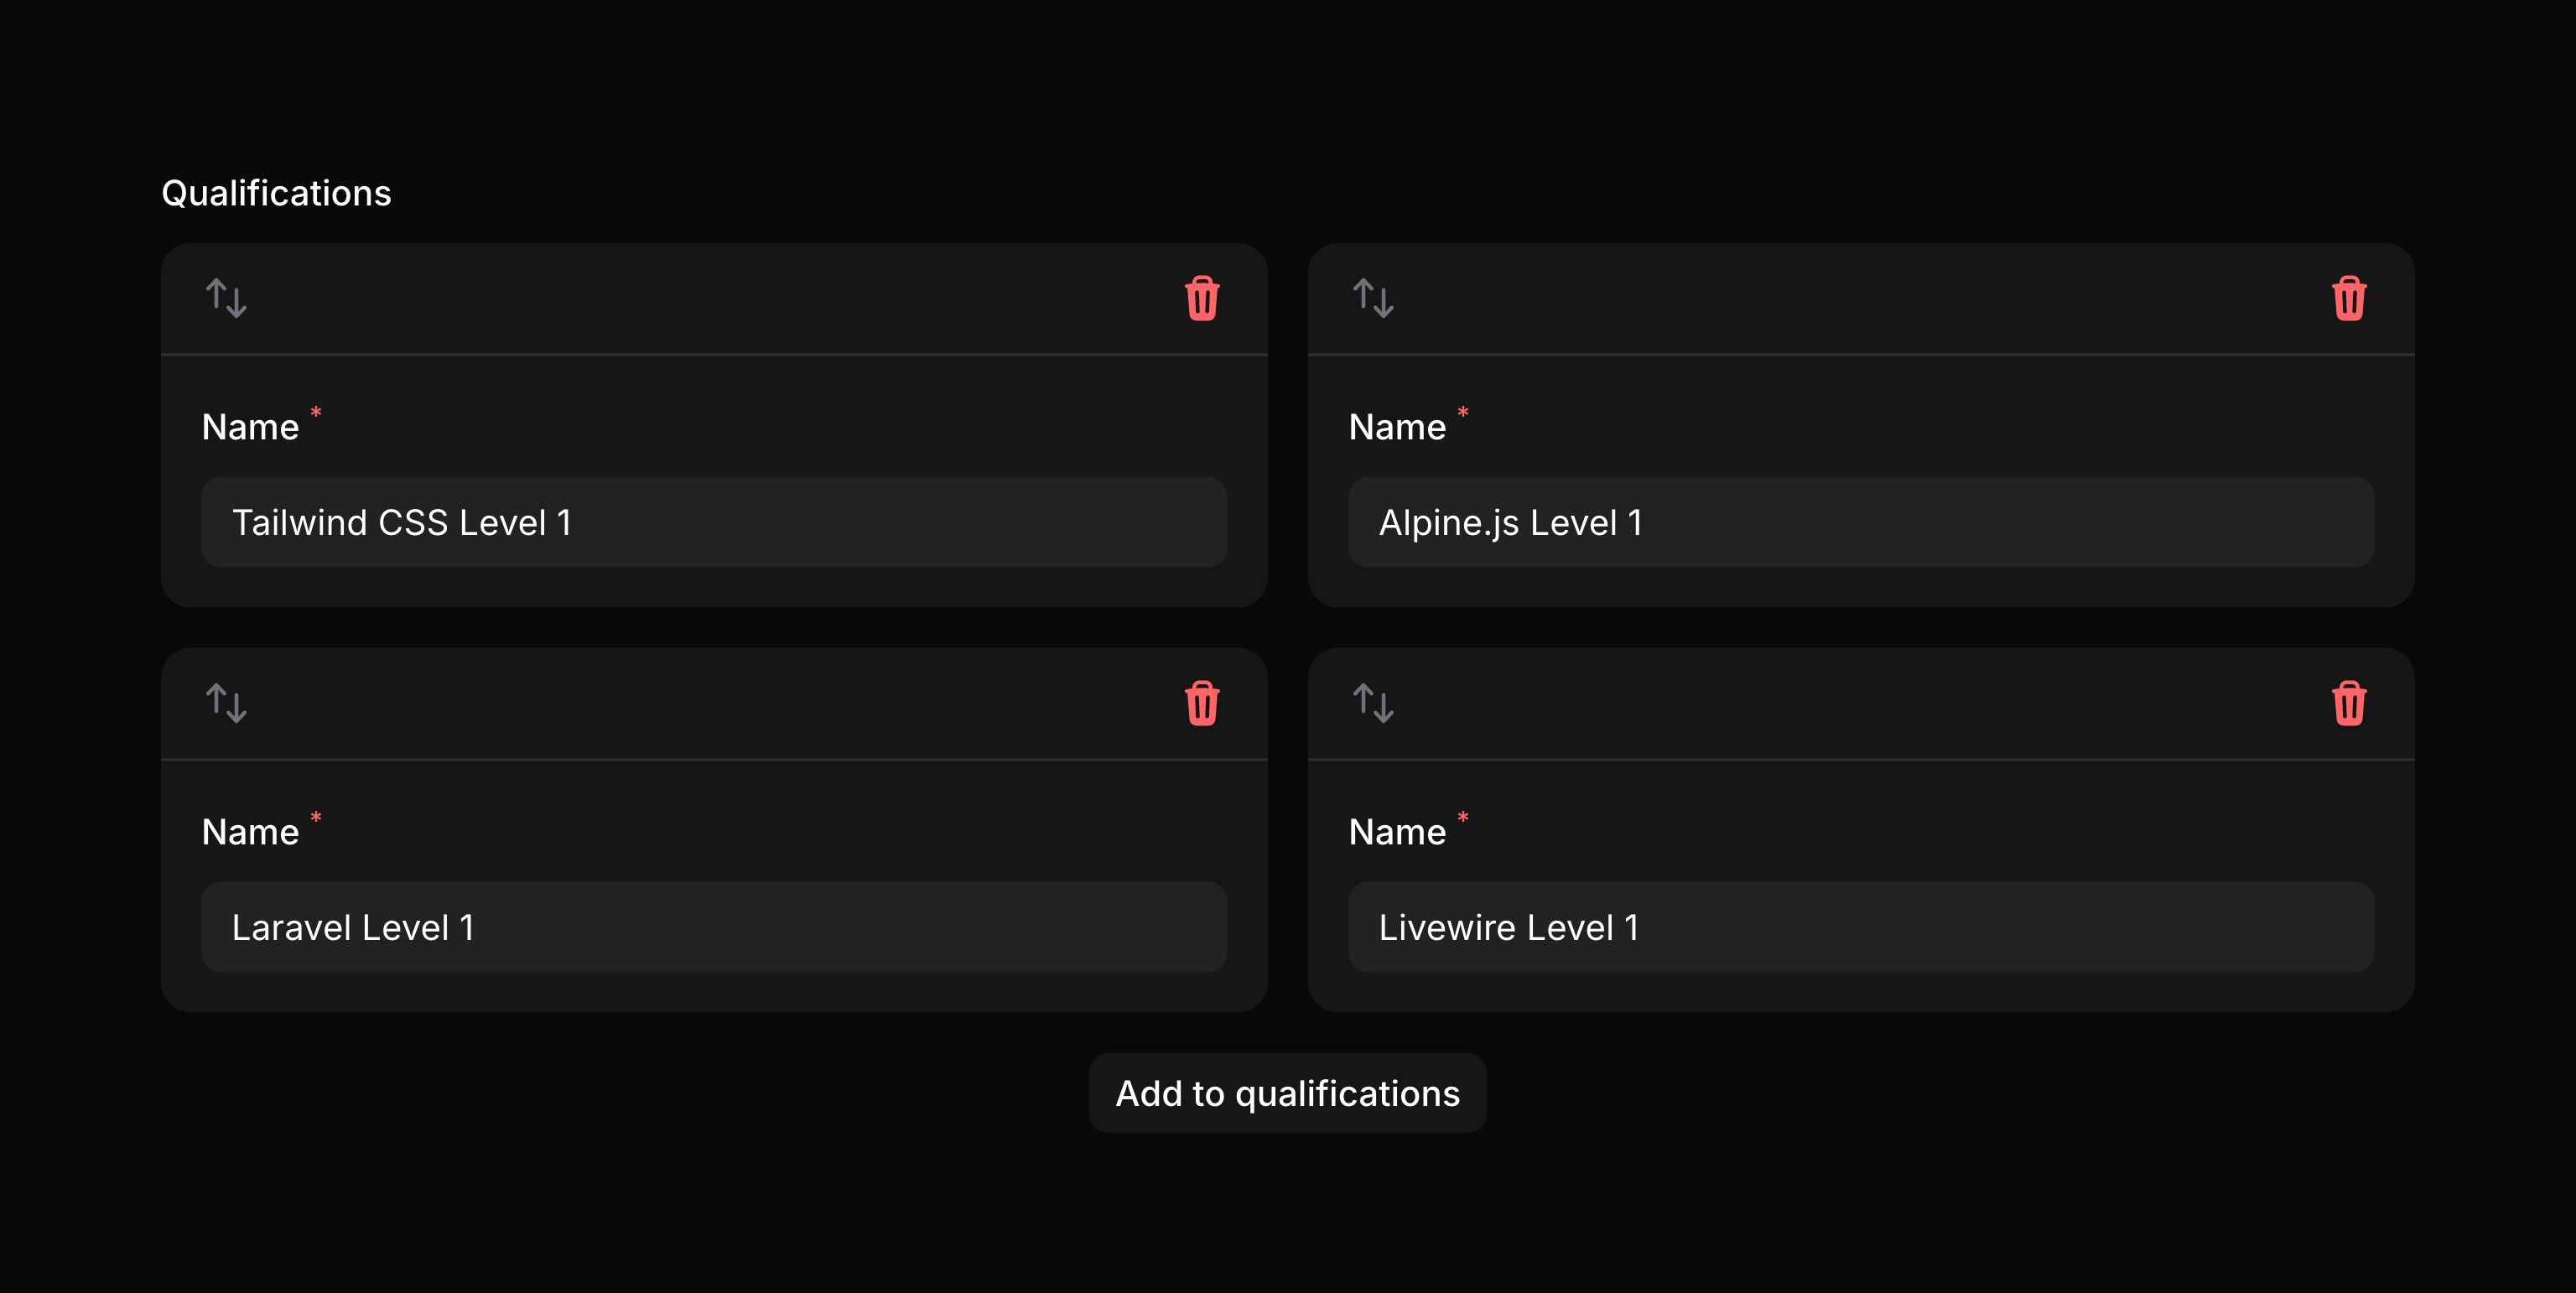 Qualifications
Name *
Tailwind CSS Level 1
Name *
Alpine.js Level 1
Name *
Laravel Level 1
Name *
Livewire Level 1
Add to qualifications